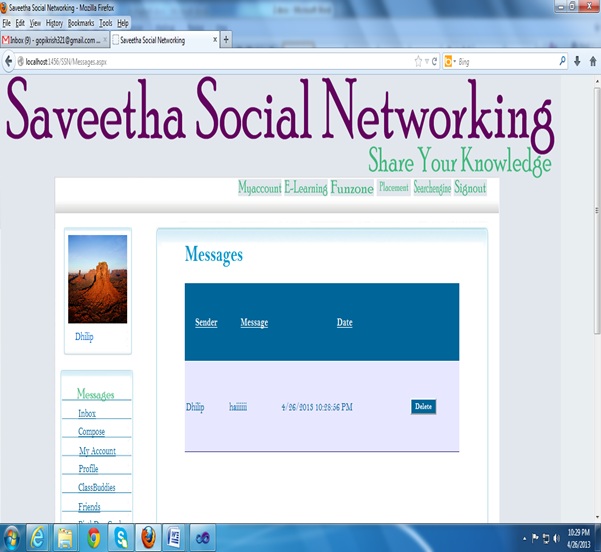 Saveetha Social Networking - Mozilla Firefox
File Edit View History Bookmarks Tools Help
Inbox (9) - gopikrish321@gmail.com ...
Saveetha Social Networking
localhost:1456/SSN/Messages.aspx
Bing
Saveetha Social Networking
Share Your Knowledge
Myaccount E-Learning Funzone Placement Searchengine Signout
Dhilip
Messages
Inbox
Compose
My Account
Profile
ClassBuddies
Friends
Messages
Sender Message Date
Dhilip haiiiiii 4/26/2013 10:28:56 PM Delete
10:29 PM
4/26/2013